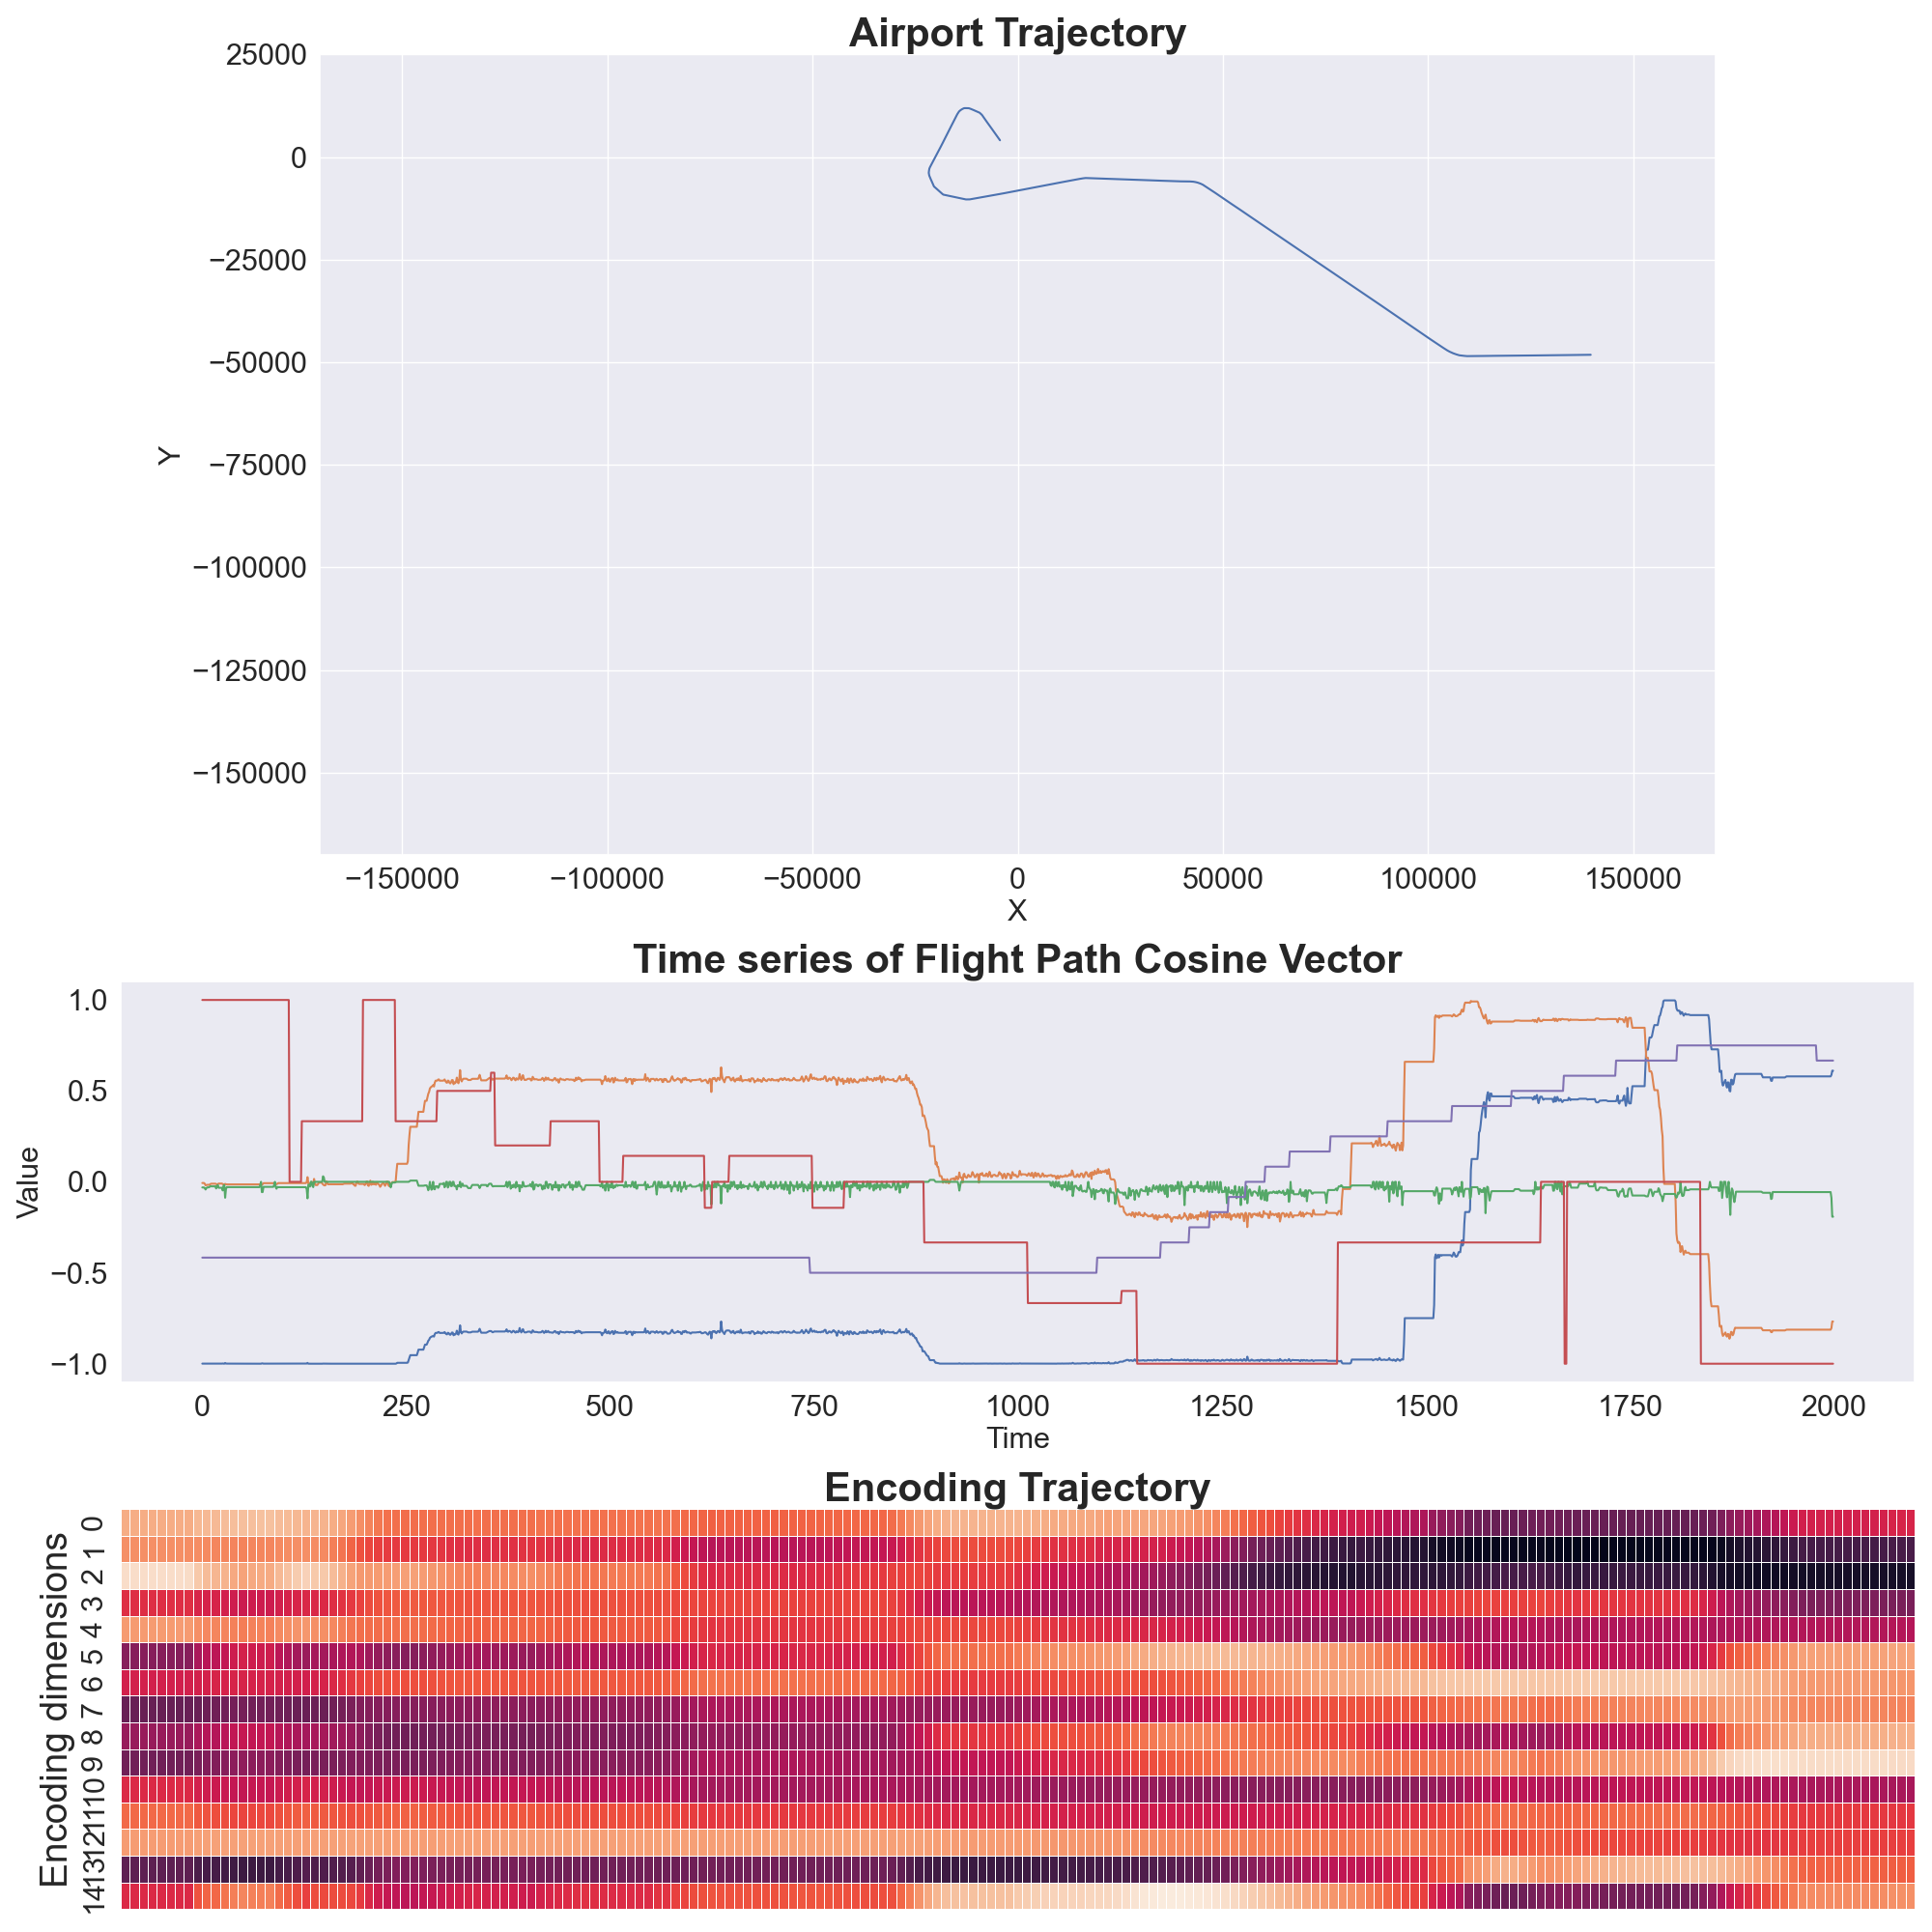 Airport Trajectory
25000
0
−25000
−50000
−75000
−100000
−125000
−150000
Y
−150000 −100000 −50000 0 50000 100000 150000
X
Time series of Flight Path Cosine Vector
1.0
0.5
0.0
−0.5
−1.0
Value
0 250 500 750 1000 1250 1500 1750 2000
Time
Encoding Trajectory
Encoding dimensions
0
1
2
3
4
5
6
7
8
9
10
11
12
13
14